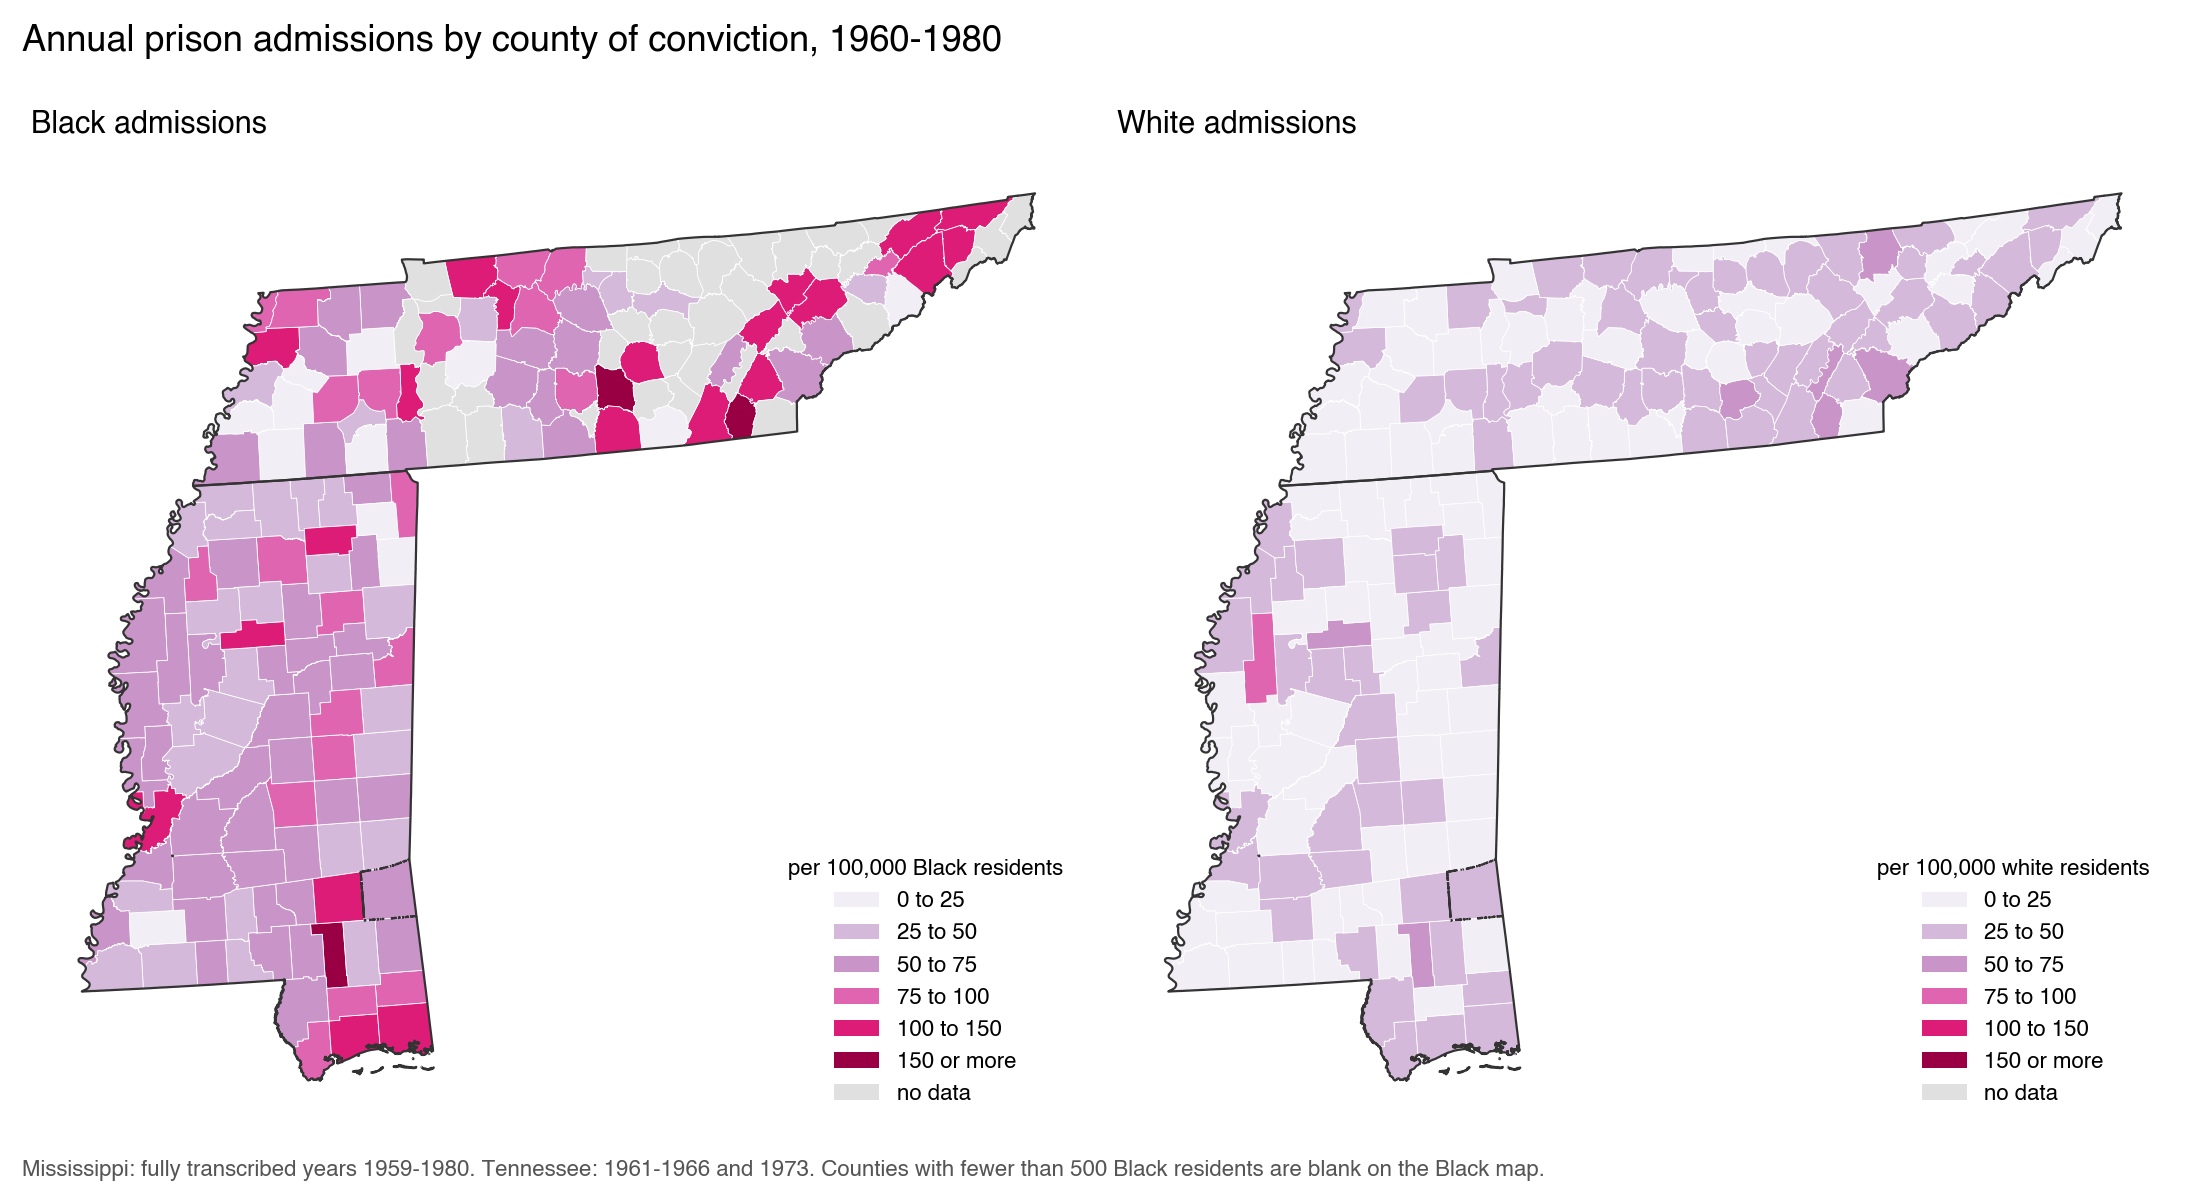 Annual prison admissions by county of conviction, 1960-1980
Black admissions
White admissions
per 100,000 Black residents
0 to 25
25 to 50
50 to 75
75 to 100
100 to 150
150 or more
no data
per 100,000 white residents
0 to 25
25 to 50
50 to 75
75 to 100
100 to 150
150 or more
no data
Mississippi: fully transcribed years 1959-1980. Tennessee: 1961-1966 and 1973. Counties with fewer than 500 Black residents are blank on the Black map.